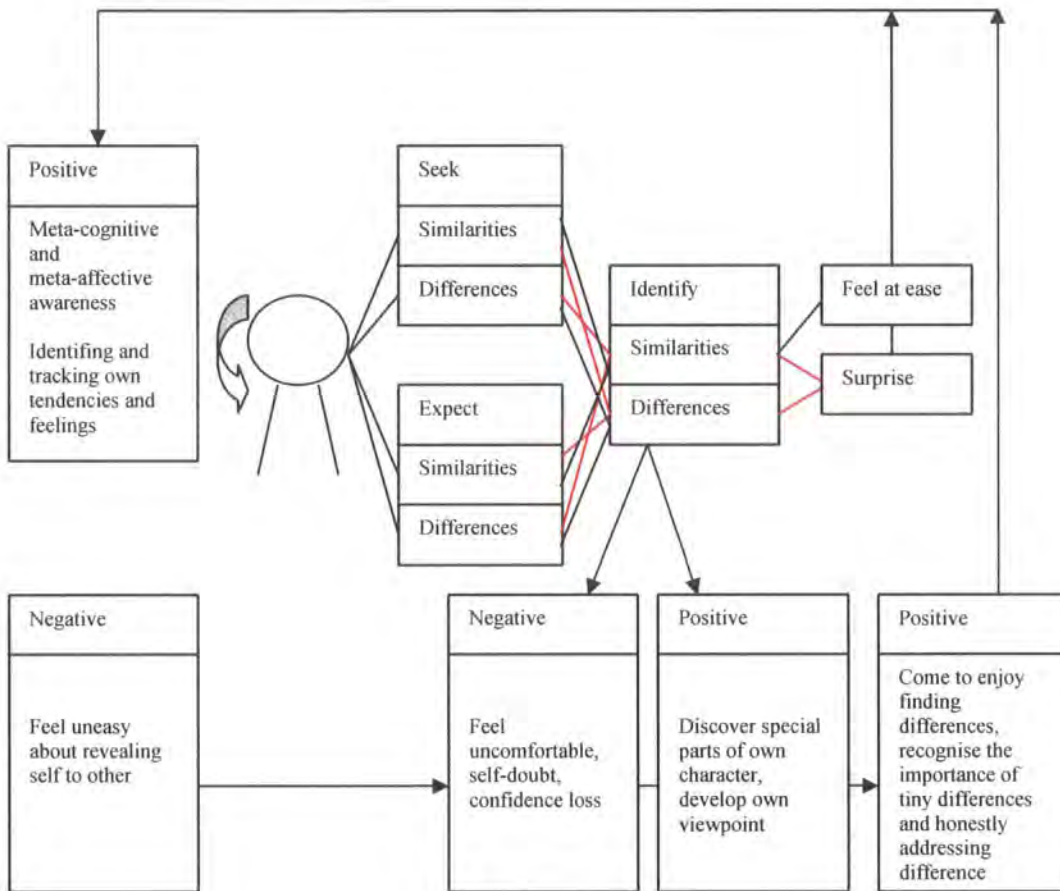 Positive
Meta-cognitive
and
meta-affective
awareness
Identifing and
tracking own
tendencies and
feelings
Seek
Similarities
Differences
Expect
Similarities
Differences
Identify
Similarities
Differences
Feel at ease
Surprise
Negative
Feel uneasy
about revealing
self to other
Negative
Feel
uncomfortable,
self-doubt,
confidence loss
Positive
Discover special
parts of own
character,
develop own
viewpoint
Positive
Come to enjoy
finding
differences,
recognise the
importance of
tiny differences
and honestly
addressing
difference